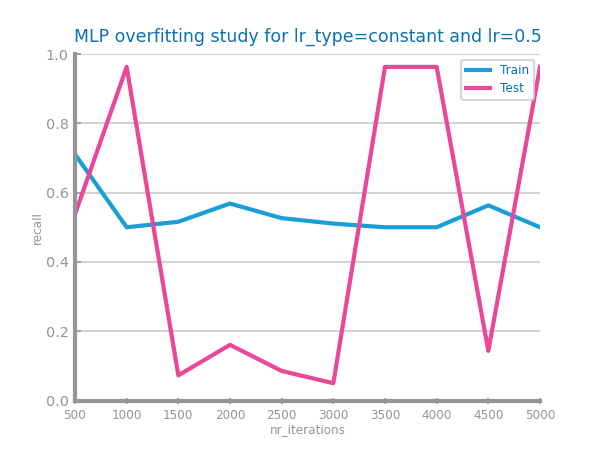 MLP overfitting study for lr_type=constant and lr=0.5
1.0
0.8
0.6
0.4
0.2
0.0
recall
Train
Test
500 1000 1500 2000 2500 3000 3500 4000 4500 5000
nr_iterations